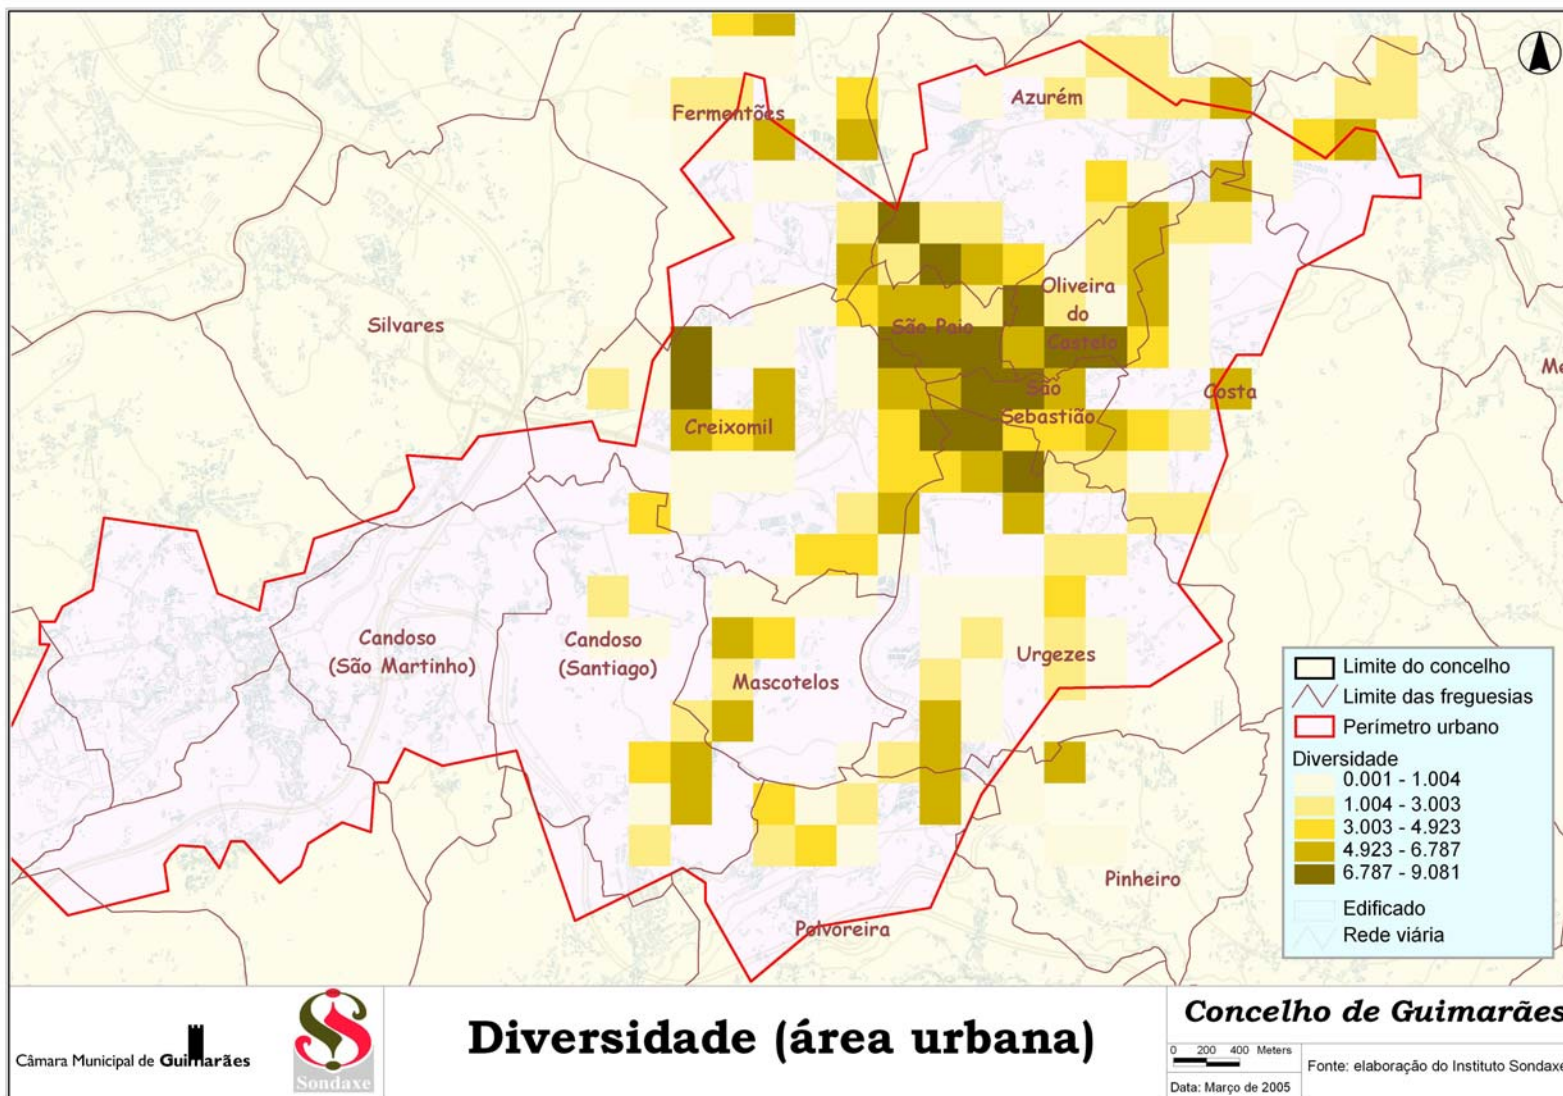 Fermentões
Azurém
Silvares
Oliveira
do
Castelo
São Paio
Me
São
Sebastião
Costa
Creixomil
Candoso
(São Martinho)
Candoso
(Santiago)
Mascotelos
Urgezes
Pinheiro
Polvoreira
Limite do concelho
Limite das freguesias
Perímetro urbano
Diversidade
0.001 - 1.004
1.004 - 3.003
3.003 - 4.923
4.923 - 6.787
6.787 - 9.081
Edificado
Rede viária
Câmara Municipal de Guimarães
Sondaxe
Diversidade (área urbana)
Concelho de Guimarães
0 200 400 Meters
Data: Março de 2005
Fonte: elaboração do Instituto Sondaxe